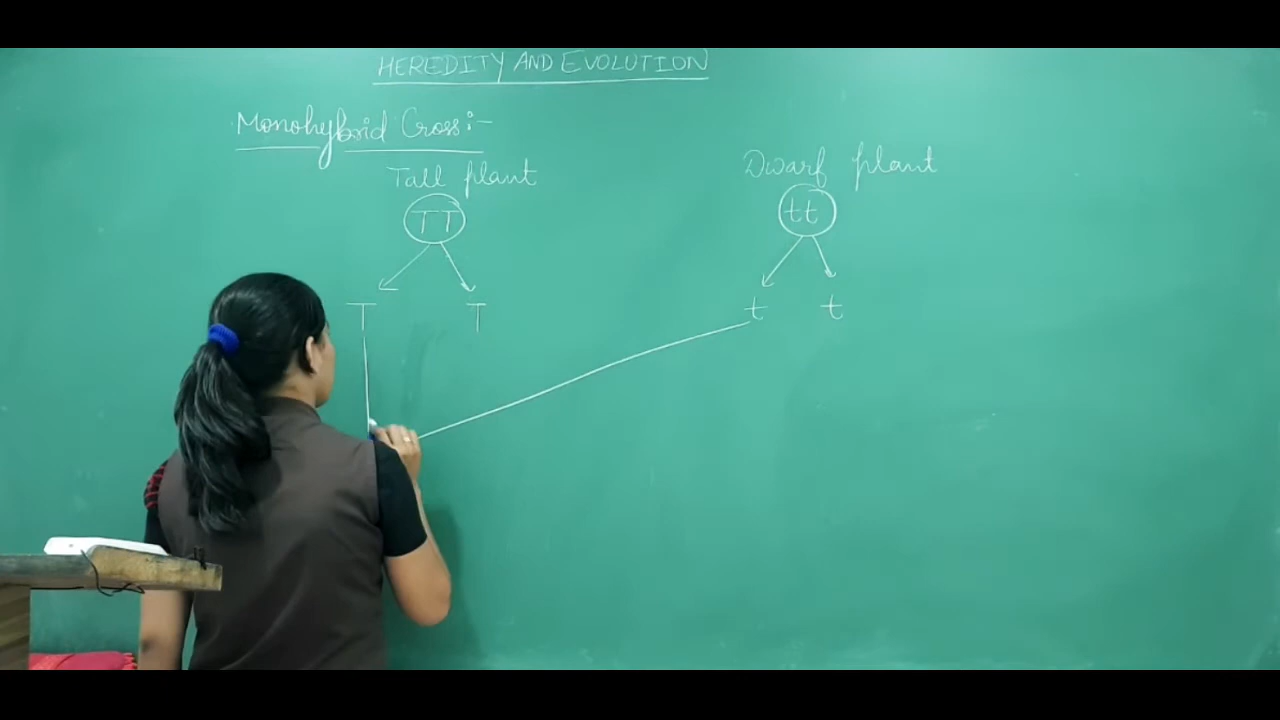 HEREDITY AND EVOLUTION
Monohybrid Cross:-
Tall plant Dwarf plant
TT tt
T T t t